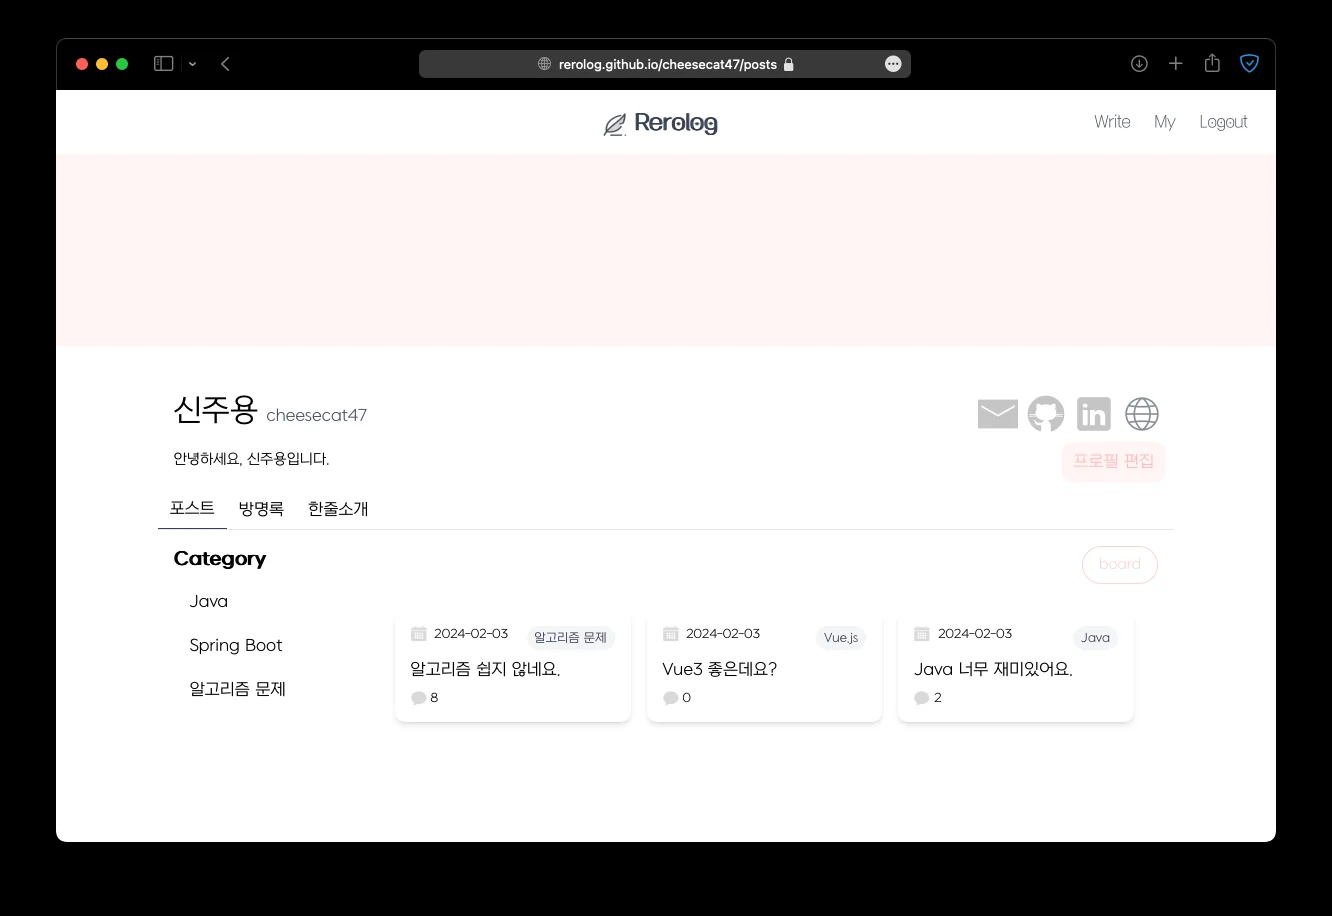 rerolog.github.io/cheesecat47/posts
Rerolog
Write My Logout
신주용 cheesecat47
안녕하세요, 신주용입니다.
프로필 편집
포스트 방명록 한줄소개
Category
board
Java
Spring Boot
알고리즘 문제
2024-02-03 알고리즘 문제
알고리즘 쉽지 않네요.
8
2024-02-03 Vue.js
Vue3 좋은데요?
0
2024-02-03 Java
Java 너무 재미있어요.
2